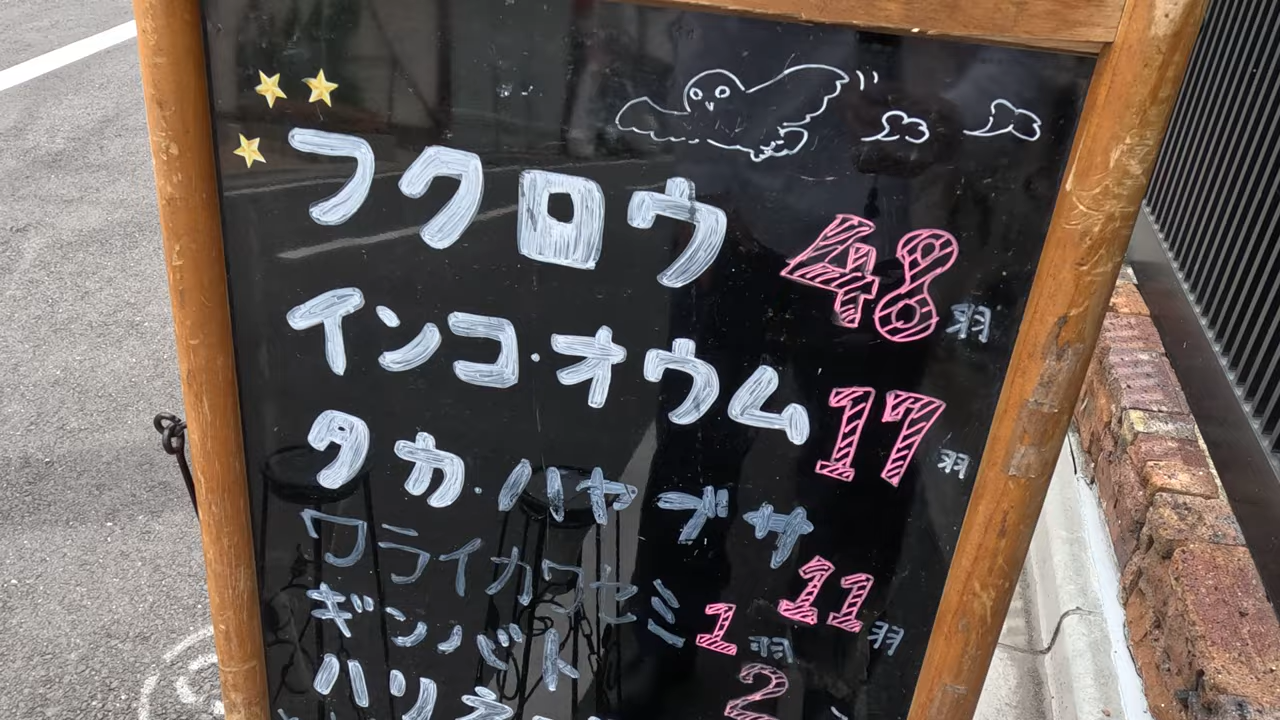 フクロウ 48羽
インコ・オウム 17羽
タカ・ハヤブサ 11羽
ワライカワセミ 1羽
ギンバト 2
ハリネ